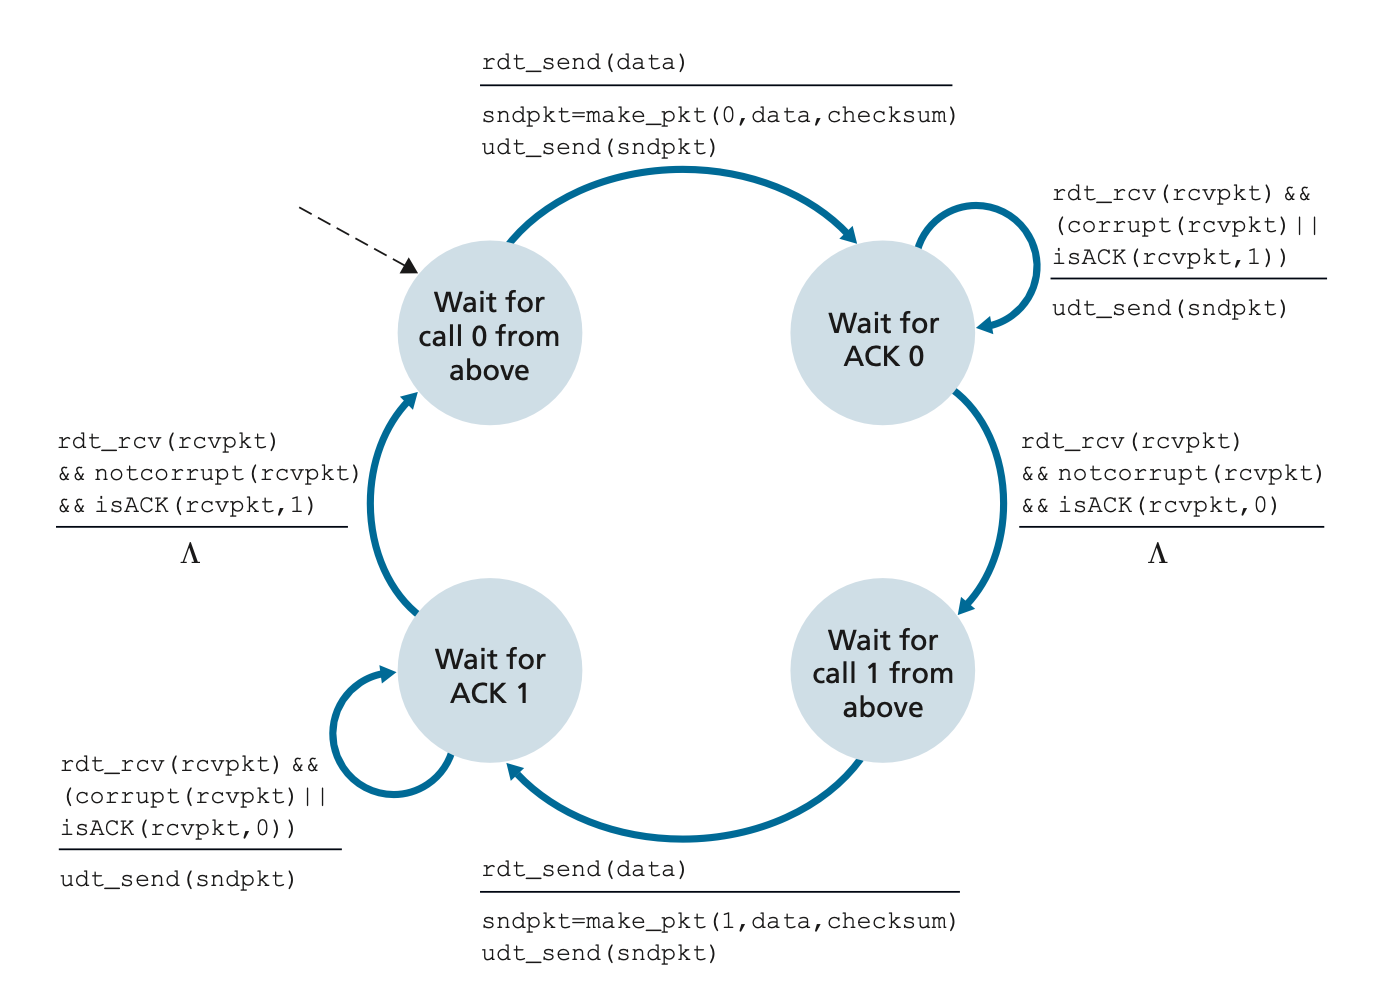 rdt_send(data)
sndpkt=make_pkt(0,data,checksum)
udt_send(sndpkt)
rdt_rcv(rcvpkt) &&
(corrupt(rcvpkt)||
isACK(rcvpkt,1))
udt_send(sndpkt)
Wait for
call 0 from
above
Wait for
ACK 0
rdt_rcv(rcvpkt)
&& notcorrupt(rcvpkt)
&& isACK(rcvpkt,1)
Λ
rdt_rcv(rcvpkt)
&& notcorrupt(rcvpkt)
&& isACK(rcvpkt,0)
Λ
Wait for
ACK 1
Wait for
call 1 from
above
rdt_rcv(rcvpkt) &&
(corrupt(rcvpkt)||
isACK(rcvpkt,0))
udt_send(sndpkt)
rdt_send(data)
sndpkt=make_pkt(1,data,checksum)
udt_send(sndpkt)